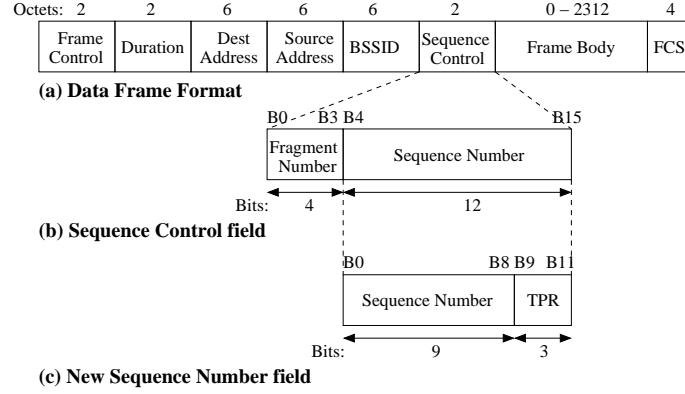 Octets: 2 2 6 6 6 2 0 – 2312 4
Frame Control
Duration
Dest Address
Source Address
BSSID
Sequence Control
Frame Body
FCS
(a) Data Frame Format
B0 B3 B4 B15
Fragment Number
Sequence Number
Bits: 4 12
(b) Sequence Control field
B0 B8 B9 B11
Sequence Number
TPR
Bits: 9 3
(c) New Sequence Number field